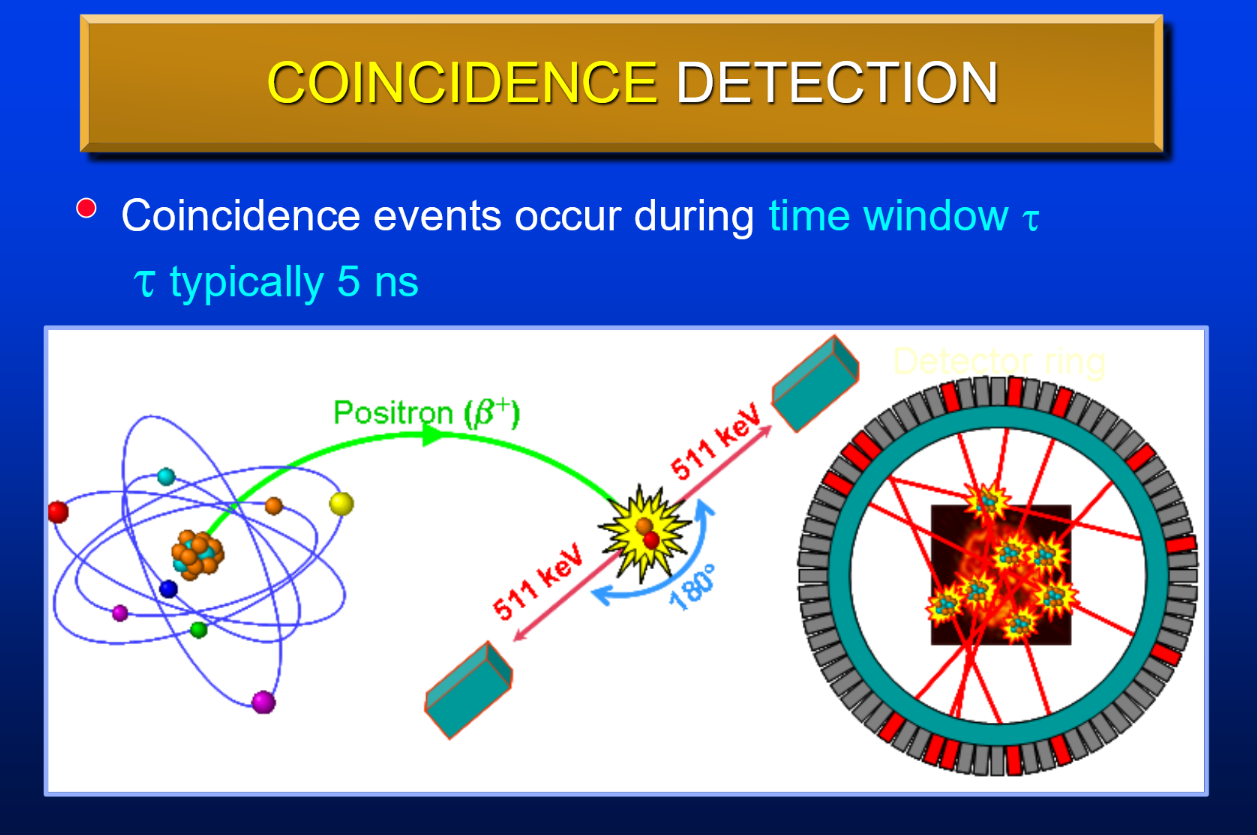 COINCIDENCE DETECTION
Coincidence events occur during time window τ
τ typically 5 ns
Detector ring
Positron (β+)
511 keV
511 keV
180°